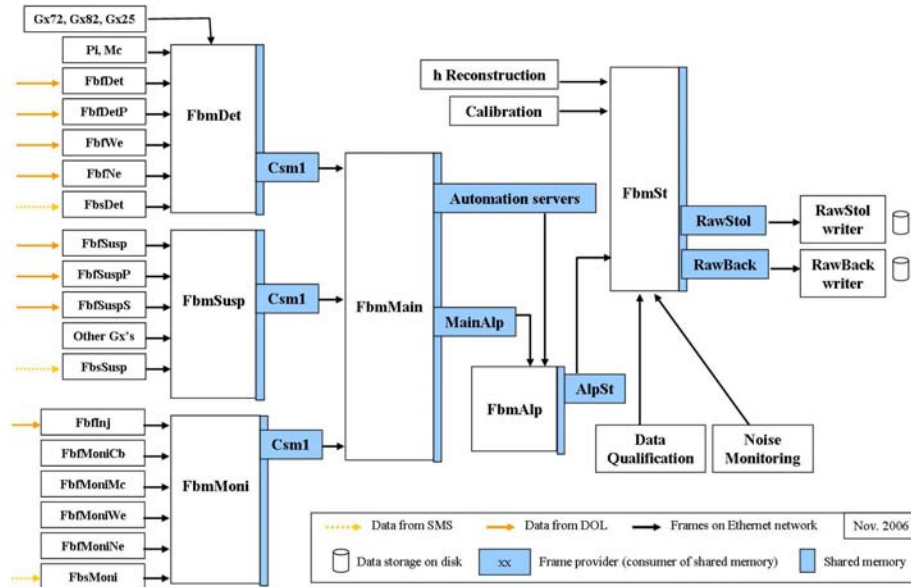 Gx72, Gx82, Gx25
Pi, Mc
FbfDet
FbfDetP
FbfWe
FbfNe
FbsDet
FbmDet
Csm1
FbfSusp
FbfSuspP
FbfSuspS
Other Gx's
FbsSusp
FbmSusp
Csm1
FbfInj
FbfMoniCb
FbfMoniMc
FbfMoniWe
FbfMoniNe
FbsMoni
FbmMoni
Csm1
FbmMain
Automation servers
MainAlp
FbmAlp
AlpSt
h Reconstruction
Calibration
FbmSt
RawStol
RawBack
RawStol
writer
RawBack
writer
Data
Qualification
Noise
Monitoring
Data from SMS
Data from DOL
Frames on Ethernet network
Nov. 2006
Data storage on disk
xx
Frame provider (consumer of shared memory)
Shared memory